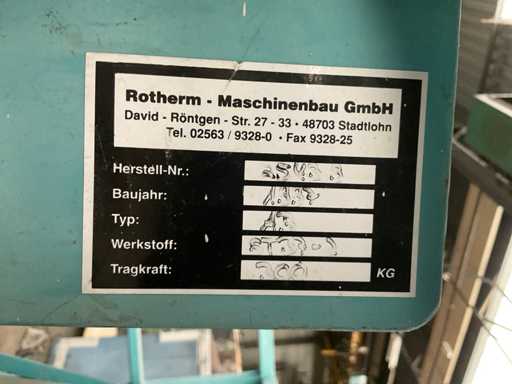 Rotherm - Maschinenbau GmbH
David - Röntgen - Str. 27 - 33 · 48703 Stadtlohn
Tel. 02563 / 9328-0 · Fax 9328-25
Herstell-Nr.:
Baujahr:
Typ:
Werkstoff:
Tragkraft: KG